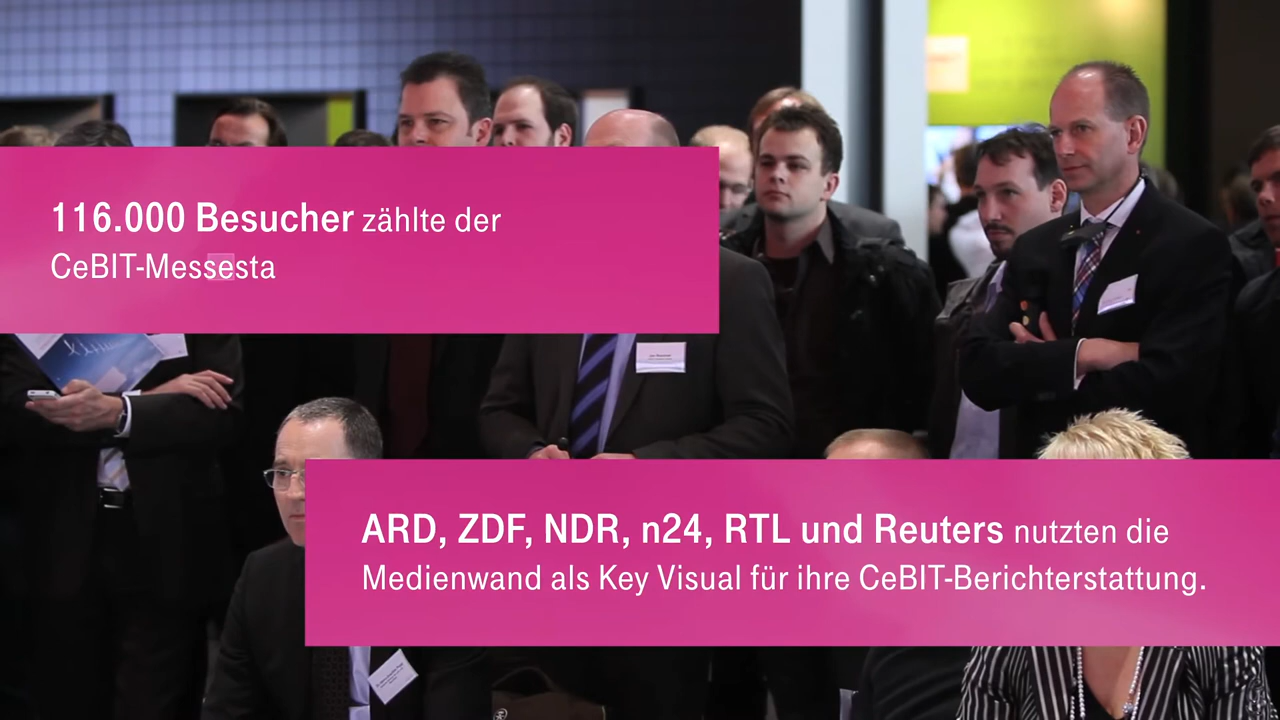 116.000 Besucher zählte der
CeBIT-Messesta
ARD, ZDF, NDR, n24, RTL und Reuters nutzten die
Medienwand als Key Visual für ihre CeBIT-Berichterstattung.